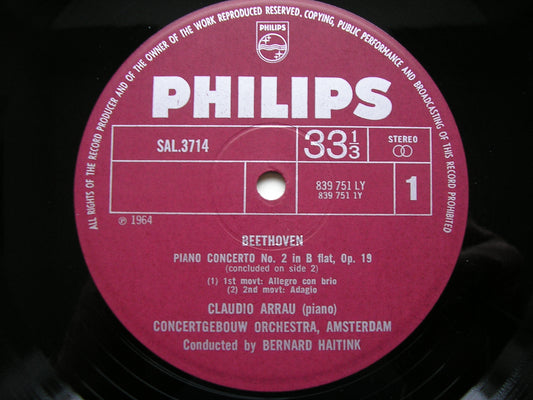 ALL RIGHTS OF THE RECORD PRODUCER AND OF THE OWNER OF THE WORK REPRODUCED RESERVED. COPYING, PUBLIC PERFORMANCE AND BROADCASTING OF THIS RECORD PROHIBITED
PHILIPS
PHILIPS
SAL.3714
33 1/3
STEREO
839 751 LY
839 751 1Y
1
℗ 1964
BEETHOVEN
PIANO CONCERTO No. 2 in B flat, Op. 19
(concluded on side 2)
(1) 1st movt: Allegro con brio
(2) 2nd movt: Adagio
CLAUDIO ARRAU (piano)
CONCERTGEBOUW ORCHESTRA, AMSTERDAM
Conducted by BERNARD HAITINK